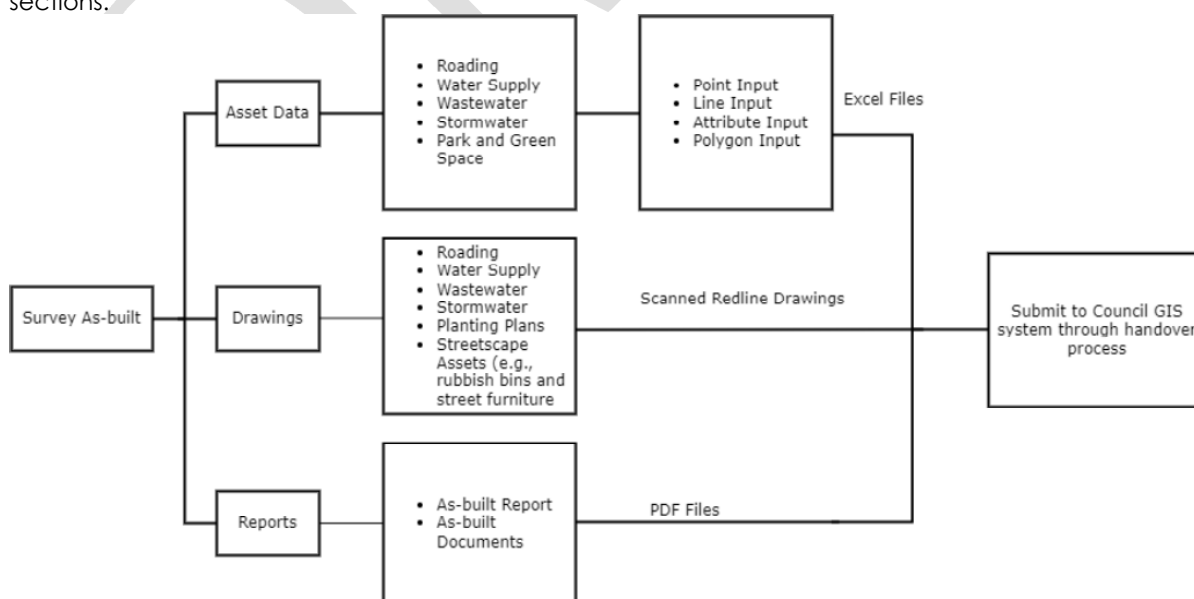 sections.
Survey As-built
Asset Data
• Roading
• Water Supply
• Wastewater
• Stormwater
• Park and Green
Space
• Point Input
• Line Input
• Attribute Input
• Polygon Input
Excel Files
Drawings
• Roading
• Water Supply
• Wastewater
• Stormwater
• Planting Plans
• Streetscape
Assets (e.g.,
rubbish bins and
street furniture
Scanned Redline Drawings
Reports
• As-built Report
• As-built
Documents
PDF Files
Submit to Council GIS
system through handover
process